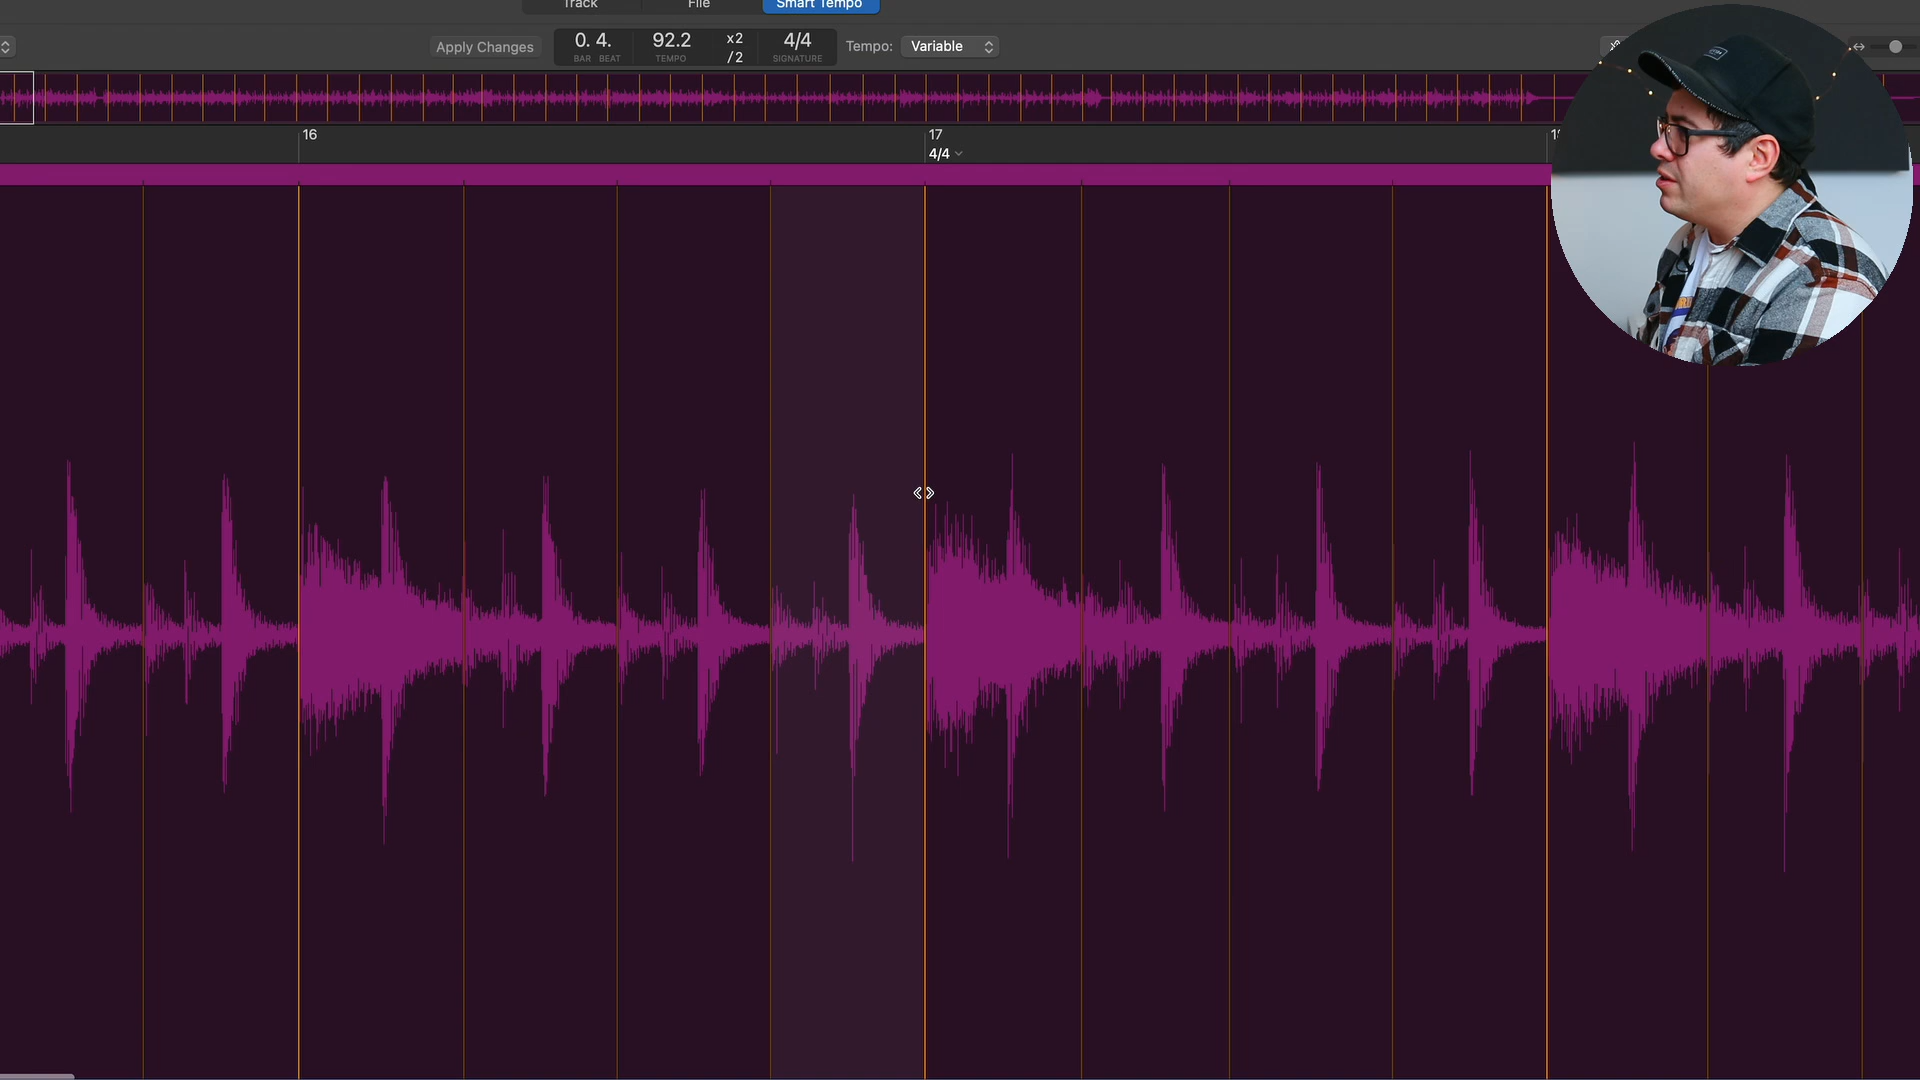 Track File Smart Tempo
Apply Changes 0. 4. 92.2 x2 4/4 Tempo: Variable
BAR BEAT TEMPO /2 SIGNATURE
16 17
4/4